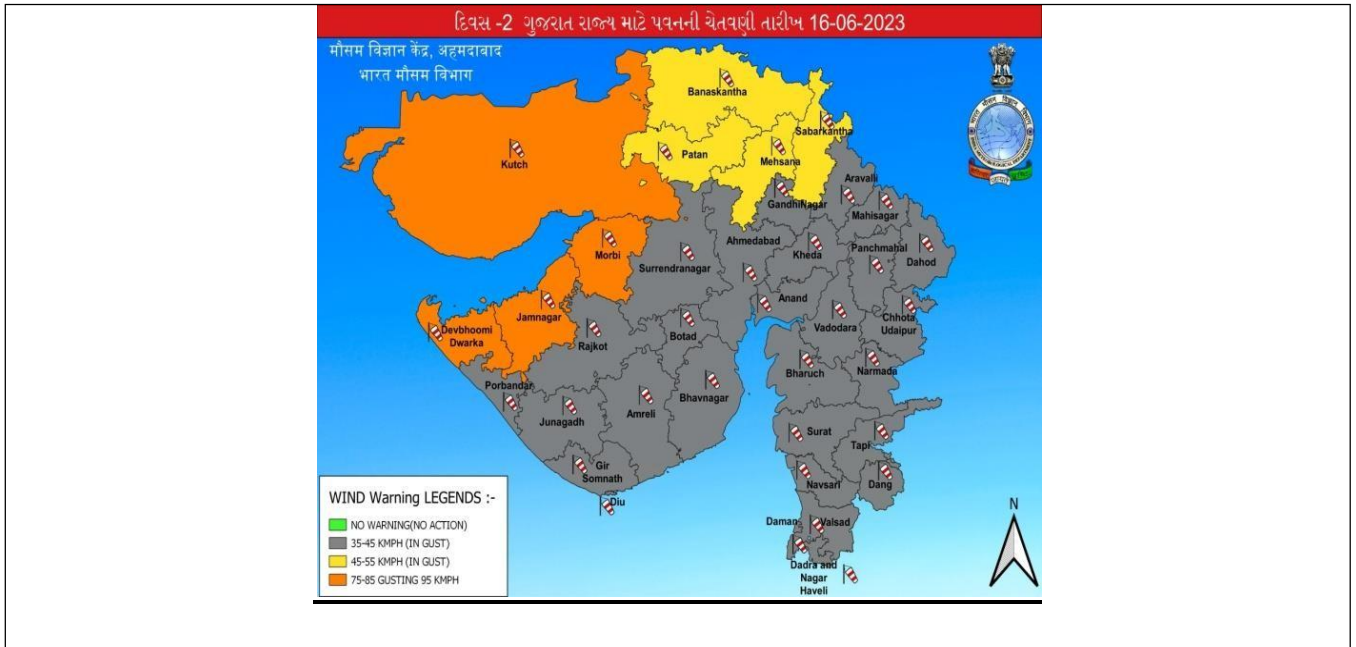 દિવસ -2 ગુજરાત રાજ્ય માટે પવનની ચેતવણી તારીખ 16-06-2023
मौसम विज्ञान केंद्र, अहमदाबाद
भारत मौसम विभाग
Banaskantha
Sabarkantha
Patan
Mehsana
Kutch
Aravalli
GandhiNagar
Mahisagar
Ahmedabad
Kheda
Panchmahal
Dahod
Morbi
Surrendranagar
Anand
Jamnagar
Vadodara
Chhota
Udaipur
Devbhoomi
Dwarka
Rajkot
Botad
Bharuch
Narmada
Porbandar
Junagadh
Amreli
Bhavnagar
Surat
Tapi
Gir
Somnath
Navsari
Dang
Diu
Daman
Valsad
Dadra and
Nagar
Haveli
WIND Warning LEGENDS :-
NO WARNING(NO ACTION)
35-45 KMPH (IN GUST)
45-55 KMPH (IN GUST)
75-85 GUSTING 95 KMPH
N